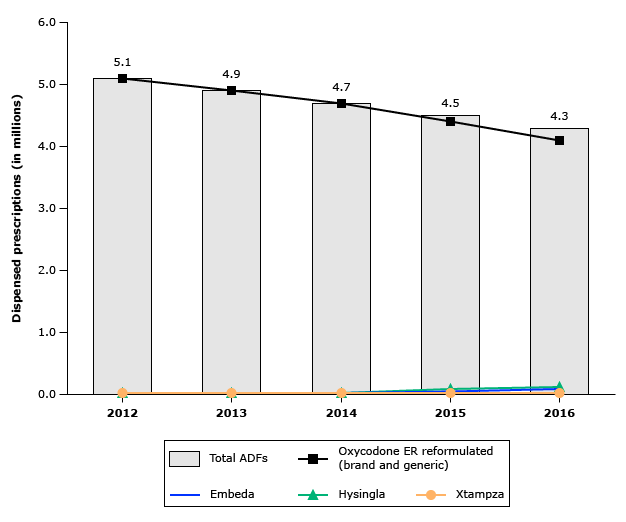 Dispensed prescriptions (in millions)
6.0
5.0
4.0
3.0
2.0
1.0
0.0
5.1
4.9
4.7
4.5
4.3
2012
2013
2014
2015
2016
Total ADFs
Oxycodone ER reformulated
(brand and generic)
Embeda
Hysingla
Xtampza